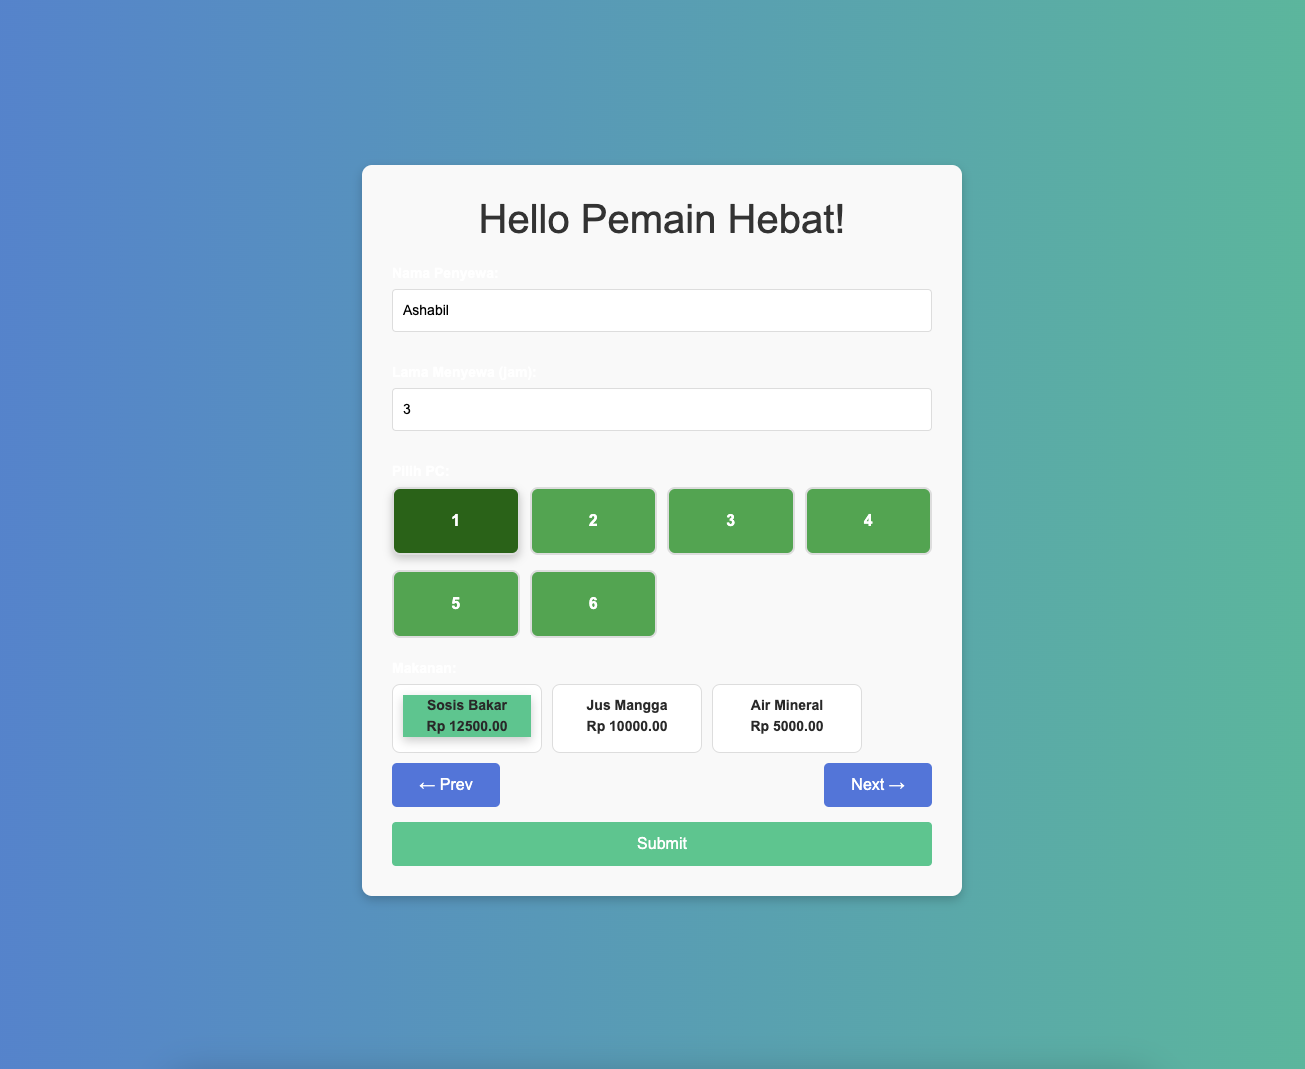 Hello Pemain Hebat!
Nama Penyewa:
Ashabil
Lama Menyewa (jam):
3
Pilih PC:
1 2 3 4
5 6
Makanan:
Sosis Bakar Jus Mangga Air Mineral
Rp 12500.00 Rp 10000.00 Rp 5000.00
← Prev Next →
Submit